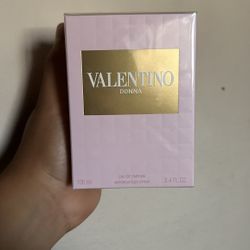 VALENTINO
DONNA
EAU DE PARFUM
100 ml 3.4 FL.OZ.